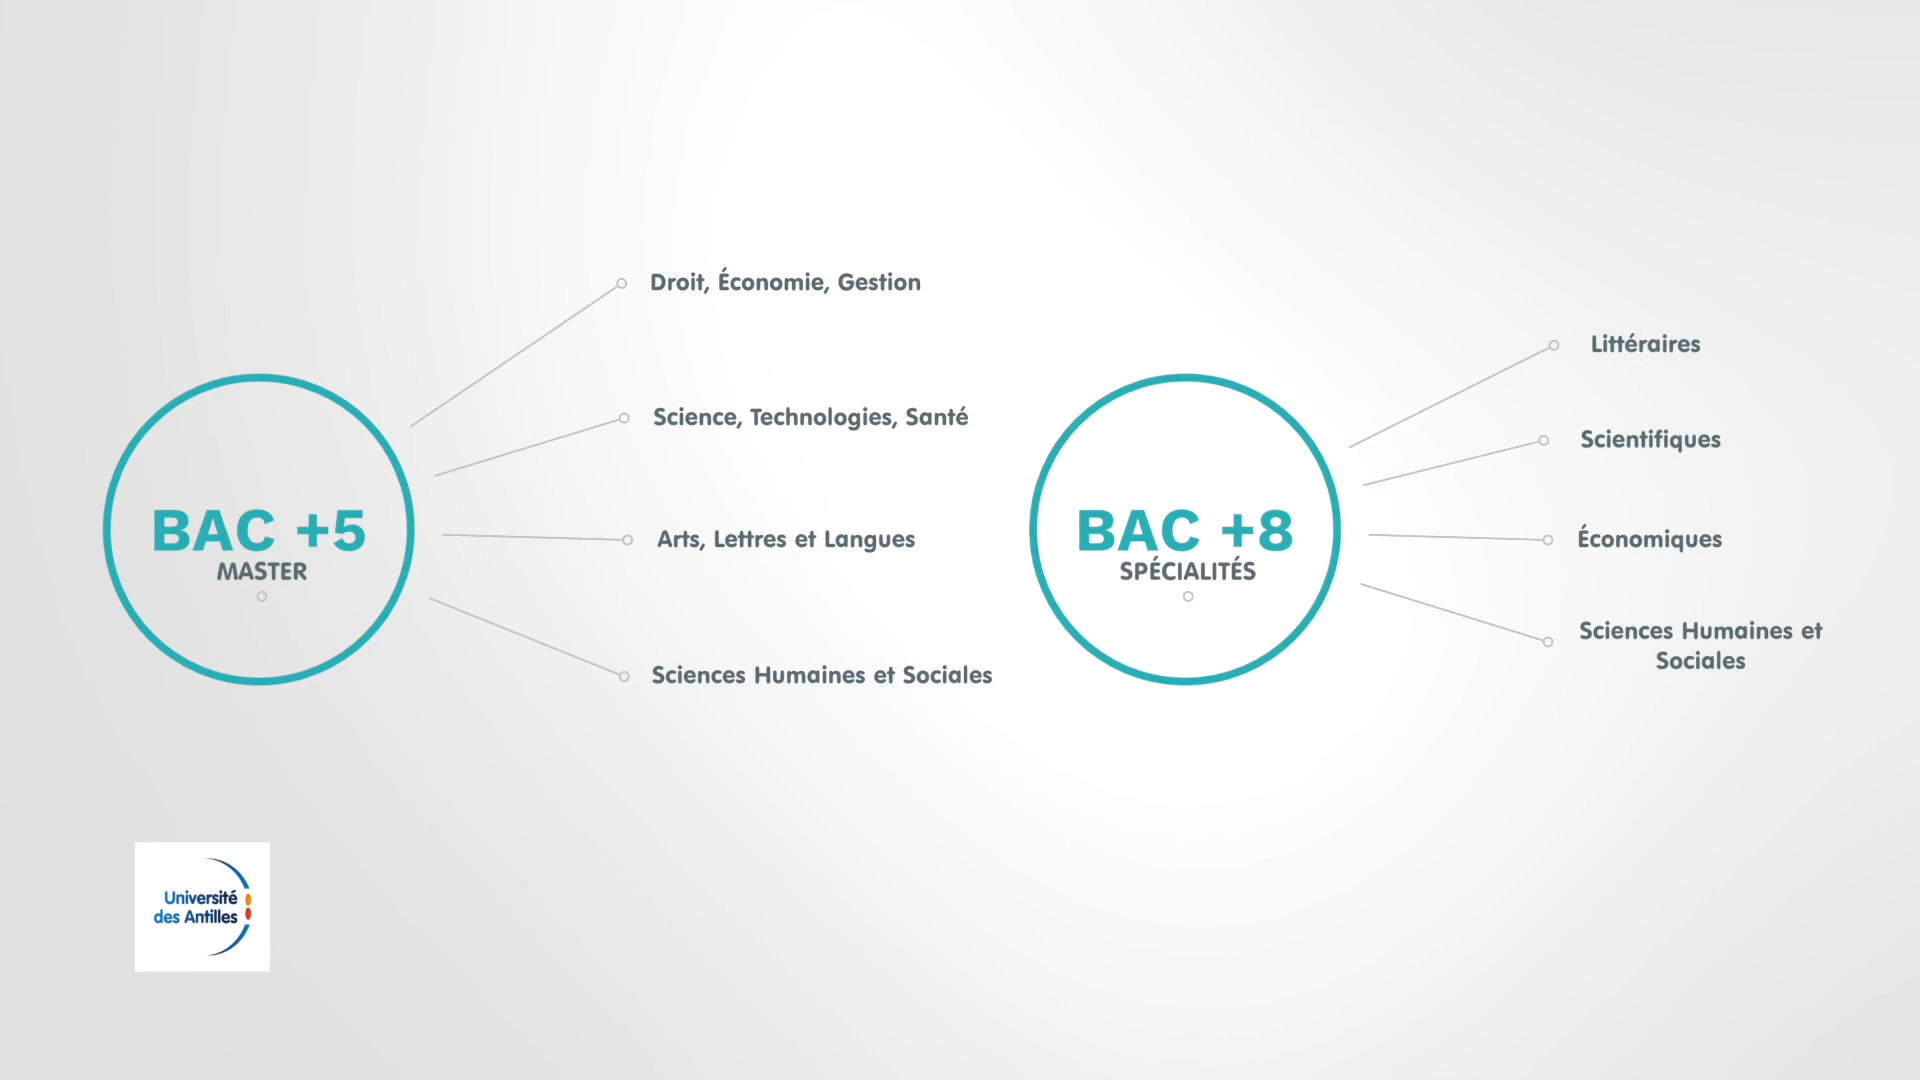 BAC +5
MASTER
Droit, Économie, Gestion
Science, Technologies, Santé
Arts, Lettres et Langues
Sciences Humaines et Sociales
BAC +8
SPÉCIALITÉS
Littéraires
Scientifiques
Économiques
Sciences Humaines et
Sociales
Université
des Antilles